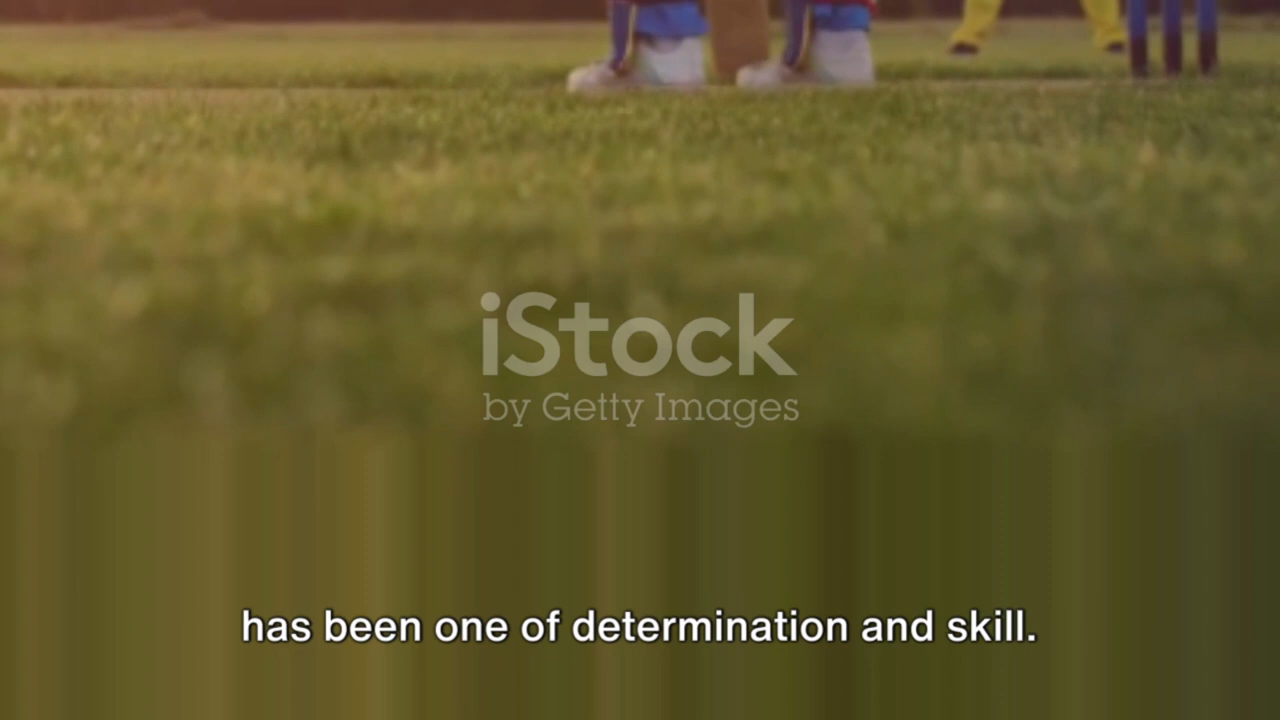 iStock
by Getty Images
has been one of determination and skill.